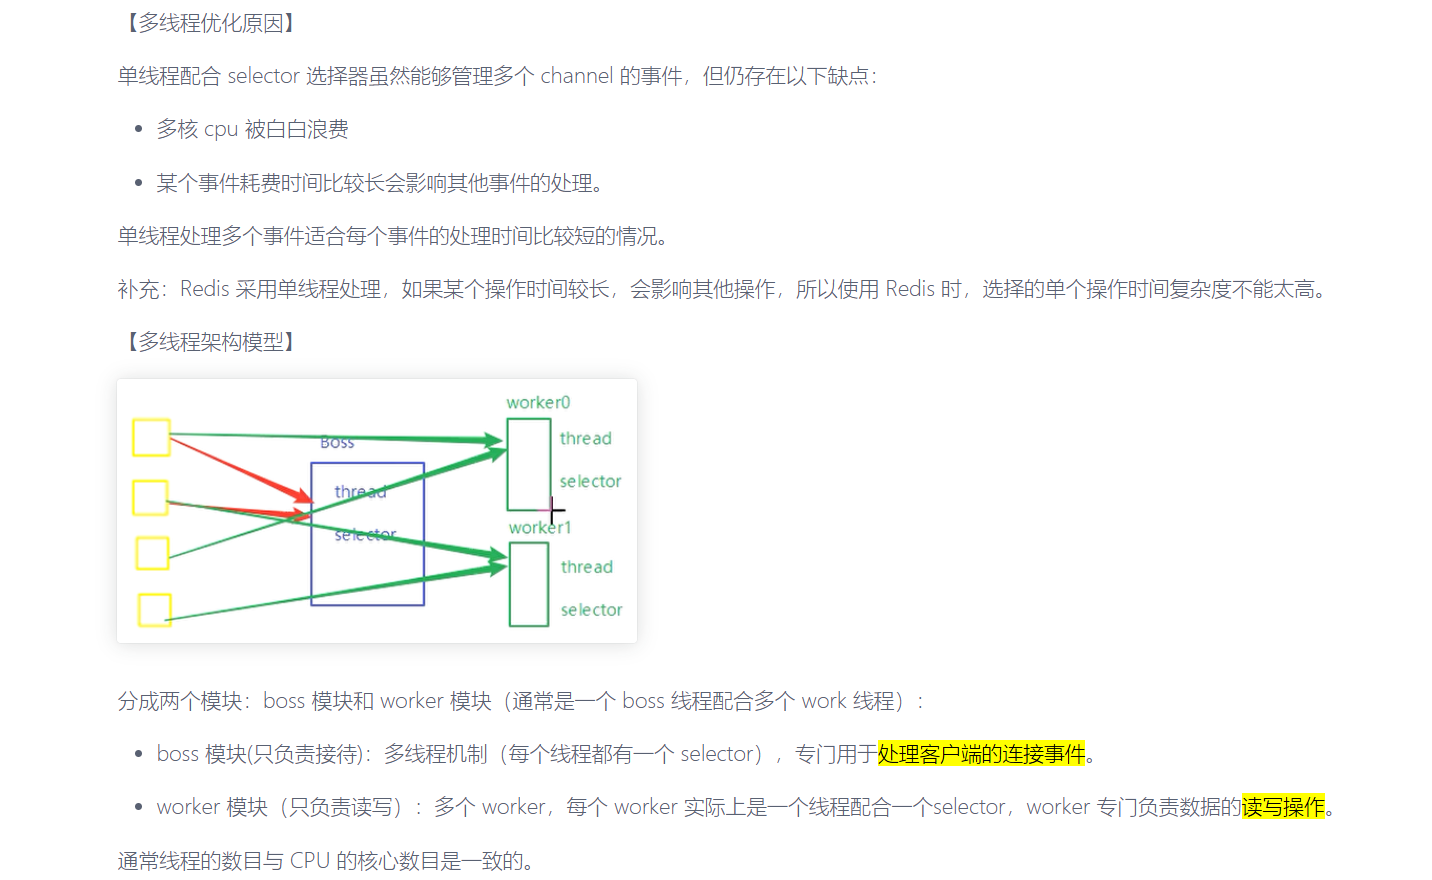 【多线程优化原因】
单线程配合 selector 选择器虽然能够管理多个 channel 的事件，但仍存在以下缺点：
• 多核 cpu 被白白浪费
• 某个事件耗费时间比较长会影响其他事件的处理。
单线程处理多个事件适合每个事件的处理时间比较短的情况。
补充：Redis 采用单线程处理，如果某个操作时间较长，会影响其他操作，所以使用 Redis 时，选择的单个操作时间复杂度不能太高。
【多线程架构模型】
worker0
Boss
thread
selector
thread
selector
worker1
thread
selector
分成两个模块：boss 模块和 worker 模块（通常是一个 boss 线程配合多个 work 线程）：
• boss 模块(只负责接待)：多线程机制（每个线程都有一个 selector），专门用于处理客户端的连接事件。
• worker 模块（只负责读写）：多个 worker，每个 worker 实际上是一个线程配合一个selector，worker 专门负责数据的读写操作。
通常线程的数目与 CPU 的核心数目是一致的。